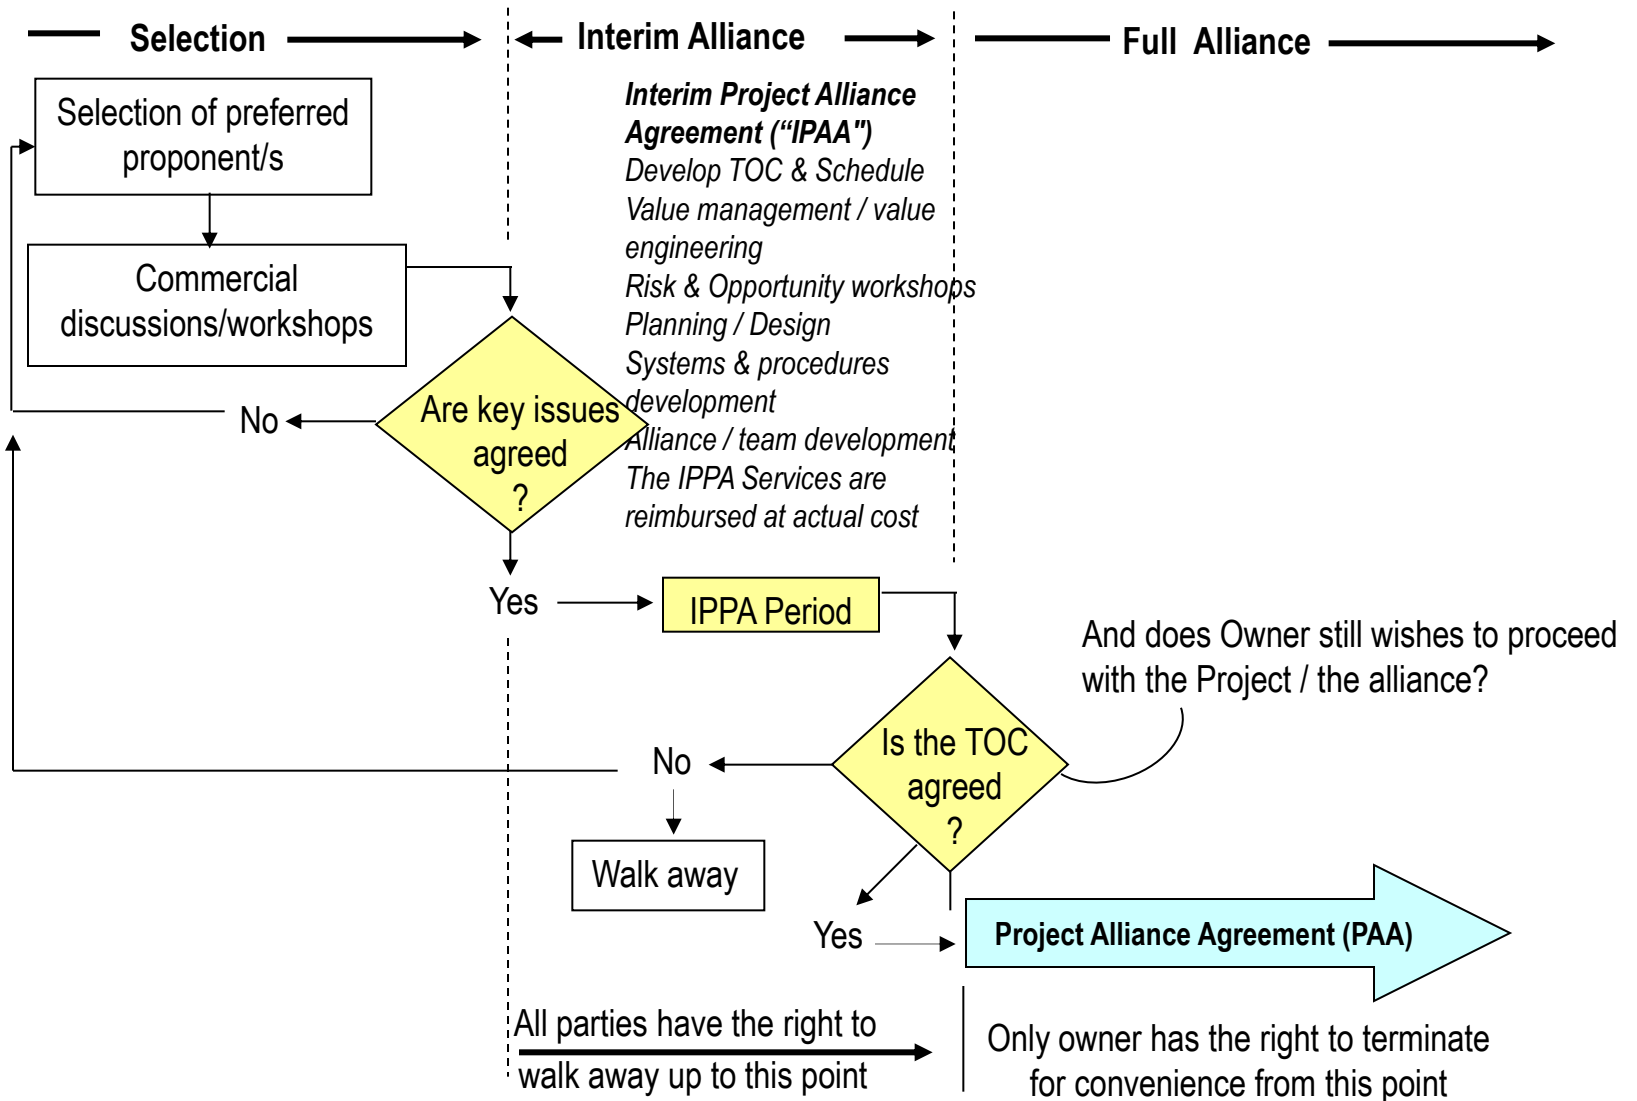 Selection
Interim Alliance
Full Alliance
Selection of preferred
proponent/s
Commercial
discussions/workshops
Interim Project Alliance
Agreement (“IPAA")
Develop TOC & Schedule
Value management / value
engineering
Risk & Opportunity workshops
Planning / Design
Systems & procedures
development
Alliance / team development
The IPPA Services are
reimbursed at actual cost
Are key issues
agreed
?
No
Yes
IPPA Period
And does Owner still wishes to proceed
with the Project / the alliance?
Is the TOC
agreed
?
No
Walk away
Yes
Project Alliance Agreement (PAA)
All parties have the right to
walk away up to this point
Only owner has the right to terminate
for convenience from this point